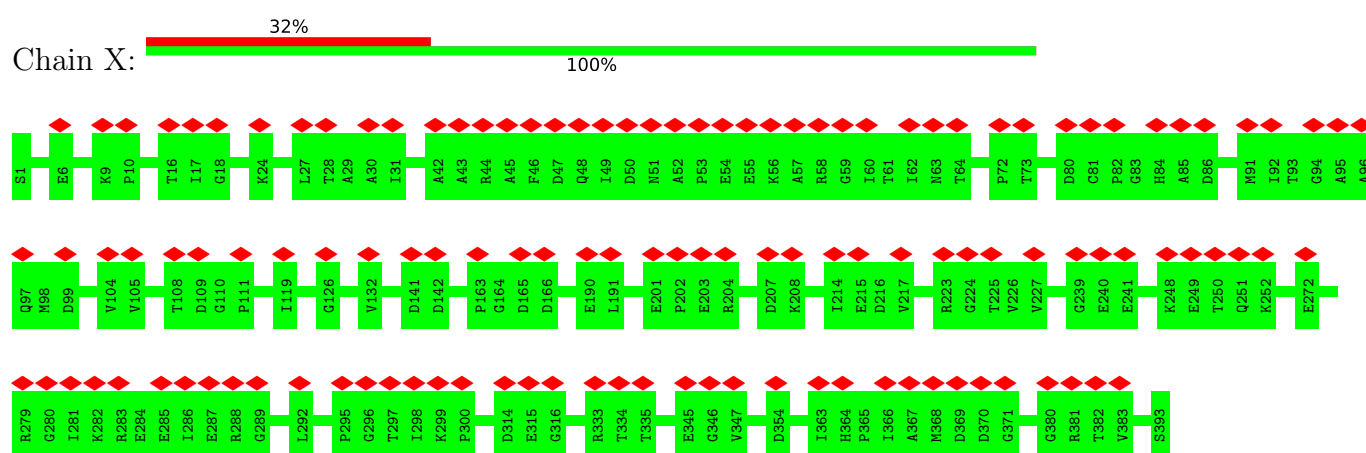 32%
Chain X:
100%
S1 E6 K9 P10 T16 I17 G18 K24 L27 T28 A29 A30 I31 A42 A43 R44 A45 F46 D47 Q48 I49 D50 N51 A52 P53 E54 E55 K56 A57 R58 G59 I60 T61 I62 N63 T64 P72 T73 D80 C81 P82 G83 H84 A85 D86 M91 I92 T93 G94 A95 A96
Q97 M98 D99 V104 V105 T108 D109 G110 P111 I119 G126 V132 D141 D142 P163 G164 D165 D166 E190 L191 E201 P202 E203 R204 D207 K208 I214 E215 D216 V217 R223 G224 T225 V226 V227 G239 E240 E241 K248 E249 T250 Q251 K252 E272
R279 G280 I281 K282 R283 E284 E285 I286 E287 R288 G289 L292 P295 G296 T297 I298 K299 P300 D314 E315 G316 R333 T334 T335 E345 G346 V347 D354 I363 H364 P365 I366 A367 M368 D369 D370 G371 G380 R381 T382 V383 S393